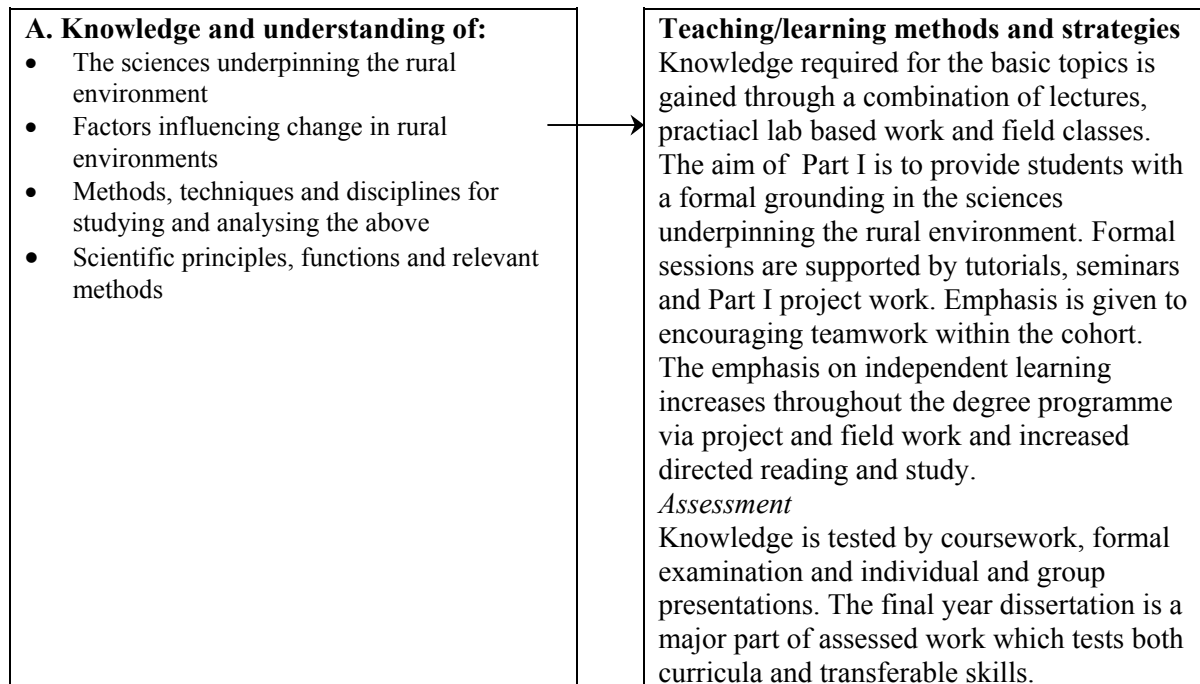 A. Knowledge and understanding of:
• The sciences underpinning the rural
environment
• Factors influencing change in rural
environments
• Methods, techniques and disciplines for
studying and analysing the above
• Scientific principles, functions and relevant
methods
Teaching/learning methods and strategies
Knowledge required for the basic topics is
gained through a combination of lectures,
practiacl lab based work and field classes.
The aim of  Part I is to provide students with
a formal grounding in the sciences
underpinning the rural environment. Formal
sessions are supported by tutorials, seminars
and Part I project work. Emphasis is given to
encouraging teamwork within the cohort.
The emphasis on independent learning
increases throughout the degree programme
via project and field work and increased
directed reading and study.
Assessment
Knowledge is tested by coursework, formal
examination and individual and group
presentations. The final year dissertation is a
major part of assessed work which tests both
curricula and transferable skills.